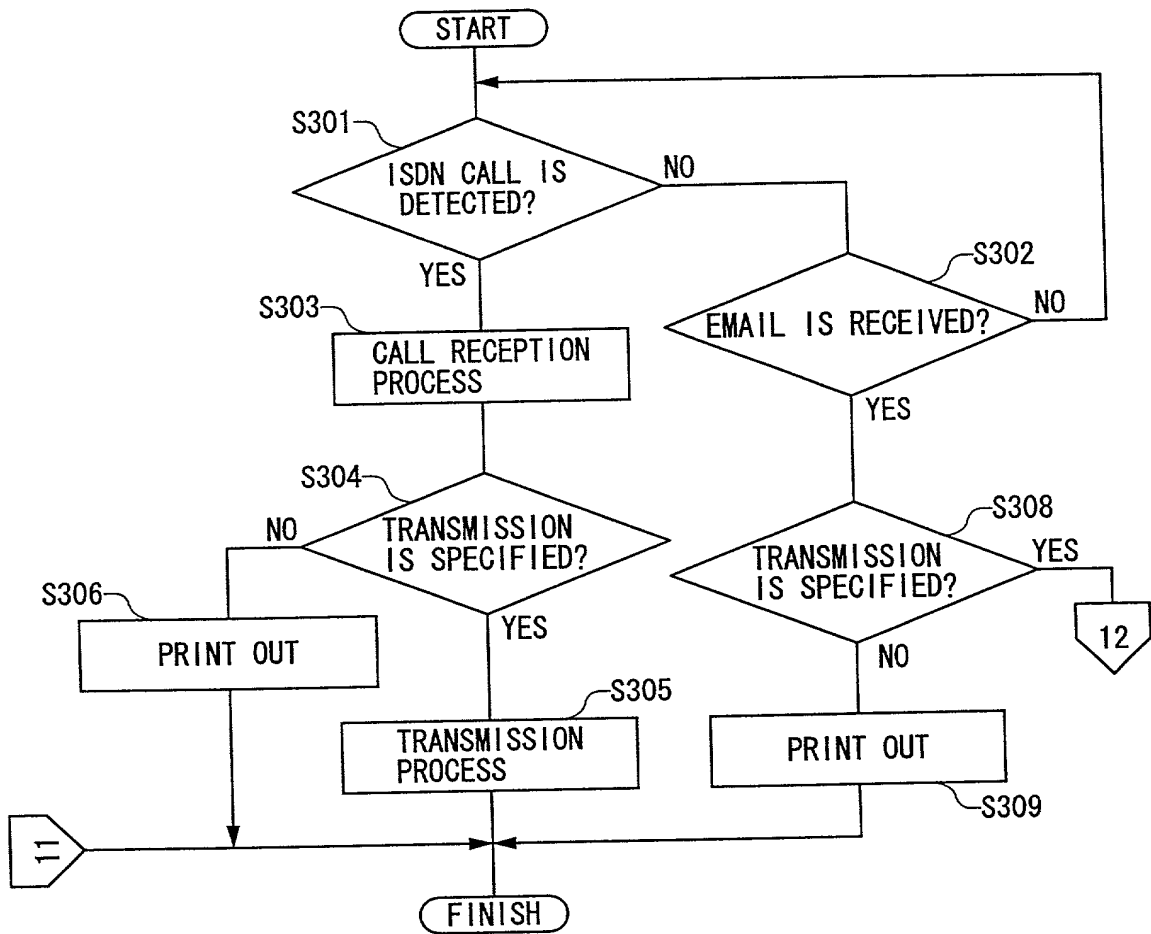 START
S301
ISDN CALL IS
DETECTED?
NO
YES
S302
EMAIL IS RECEIVED?
NO
YES
S303
CALL RECEPTION
PROCESS
S304
TRANSMISSION
IS SPECIFIED?
NO
YES
S308
TRANSMISSION
IS SPECIFIED?
YES
NO
12
S306
PRINT OUT
S305
TRANSMISSION
PROCESS
PRINT OUT
S309
11
FINISH